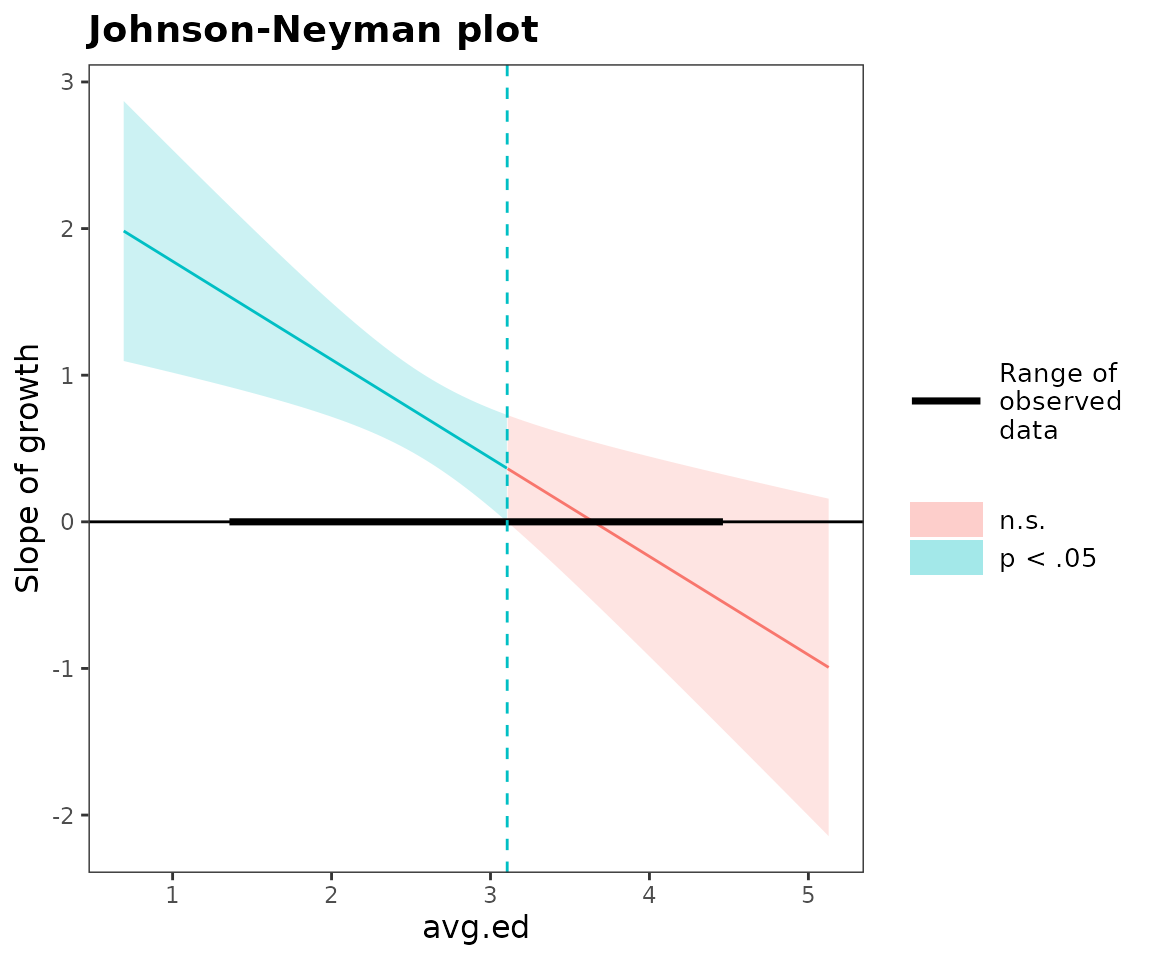 Johnson-Neyman plot
Slope of growth
3
2
1
0
-1
-2
1 2 3 4 5
avg.ed
Range of
observed
data
n.s.
p < .05